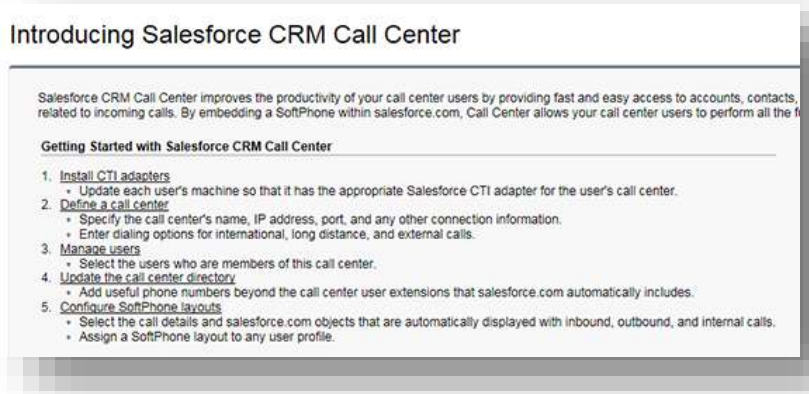 Introducing Salesforce CRM Call Center
Salesforce CRM Call Center improves the productivity of your call center users by providing fast and easy access to accounts, contacts,
related to incoming calls. By embedding a SoftPhone within salesforce.com, Call Center allows your call center users to perform all the
Getting Started with Salesforce CRM Call Center
1. Install CTI adapters
• Update each user's machine so that it has the appropriate Salesforce CTI adapter for the user's call center.
2. Define a call center
• Specify the call center's name, IP address, port, and any other connection information.
• Enter dialing options for international, long distance, and external calls.
3. Manage users
• Select the users who are members of this call center.
4. Update the call center directory
• Add useful phone numbers beyond the call center user extensions that salesforce.com automatically includes.
5. Configure SoftPhone layouts
• Select the call details and salesforce.com objects that are automatically displayed with inbound, outbound, and internal calls.
• Assign a SoftPhone layout to any user profile.